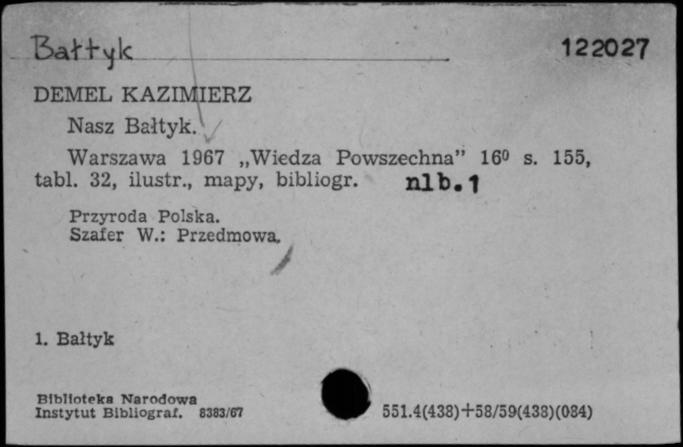 Bałtyk
122027
DEMEL KAZIMIERZ
Nasz Bałtyk.
Warszawa 1967 „Wiedza Powszechna” 16⁰ s. 155,
tabl. 32, ilustr., mapy, bibliogr. nlb.1
Przyroda Polska.
Szafer W.: Przedmowa.
1. Bałtyk
Biblioteka Narodowa
Instytut Bibliograf. 8383/67
551.4(438)+58/59(438)(084)